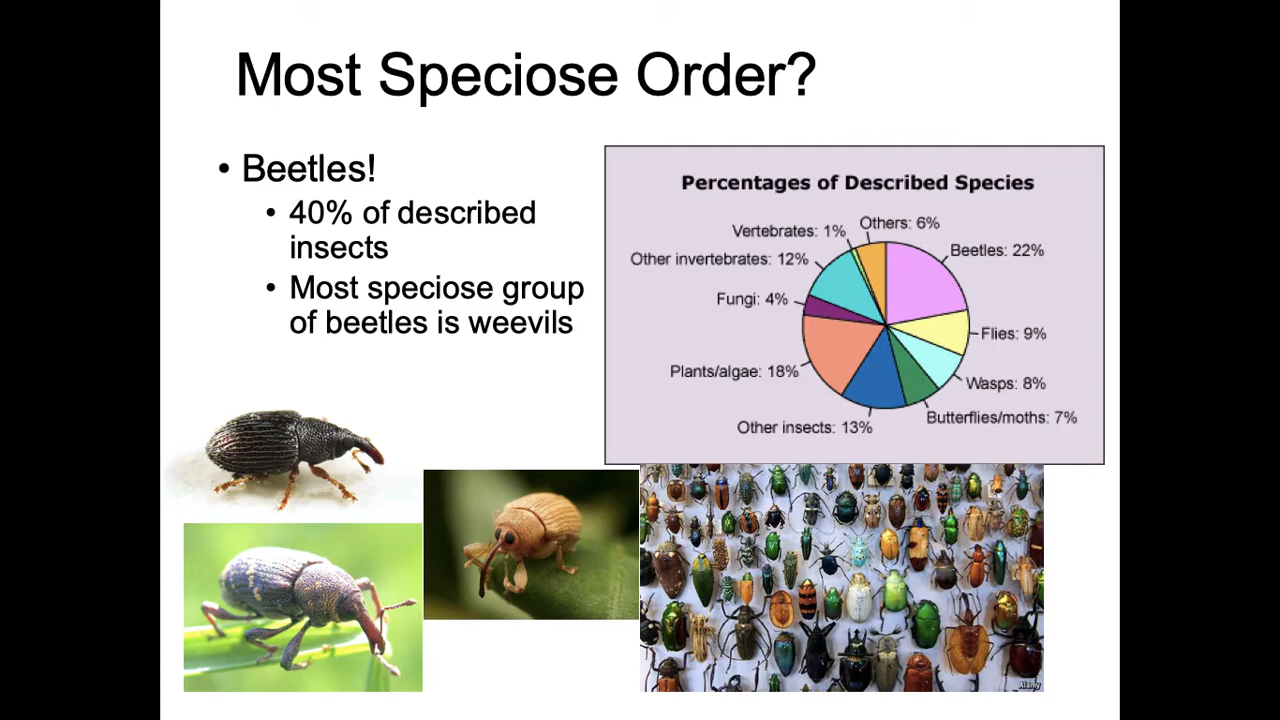 Most Speciose Order?
• Beetles!
• 40% of described
insects
• Most speciose group
of beetles is weevils
Percentages of Described Species
Others: 6%
Vertebrates: 1%
Beetles: 22%
Other invertebrates: 12%
Fungi: 4%
Flies: 9%
Plants/algae: 18%
Wasps: 8%
Butterflies/moths: 7%
Other insects: 13%
Alamy